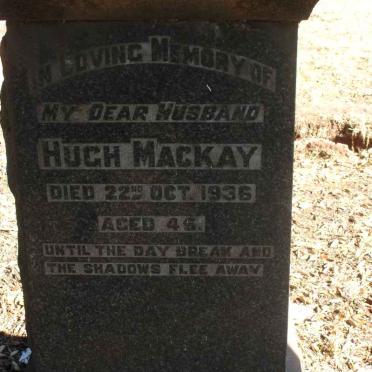 IN LOVING MEMORY OF
MY DEAR HUSBAND
HUGH MACKAY
DIED 22ND OCT. 1936
AGED 46.
UNTIL THE DAY BREAK AND
THE SHADOWS FLEE AWAY